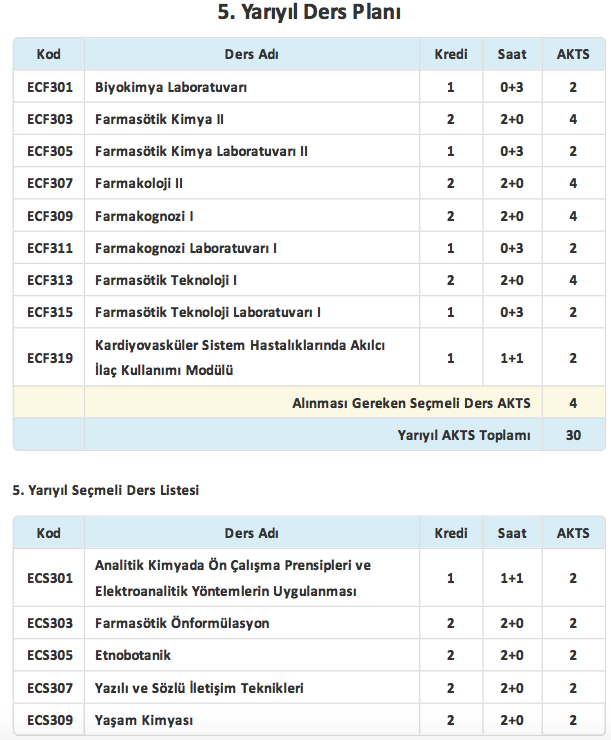 5. Yarıyıl Ders Planı
Kod Ders Adı Kredi Saat AKTS
ECF301 Biyokimya Laboratuvarı 1 0+3 2
ECF303 Farmasötik Kimya II 2 2+0 4
ECF305 Farmasötik Kimya Laboratuvarı II 1 0+3 2
ECF307 Farmakoloji II 2 2+0 4
ECF309 Farmakognozi I 2 2+0 4
ECF311 Farmakognozi Laboratuvarı I 1 0+3 2
ECF313 Farmasötik Teknoloji I 2 2+0 4
ECF315 Farmasötik Teknoloji Laboratuvarı I 1 0+3 2
Kardiyovasküler Sistem Hastalıklarında Akılcı
ECF319 1 1+1 2
İlaç Kullanımı Modülü
Alınması Gereken Seçmeli Ders AKTS 4
Yarıyıl AKTS Toplamı 30
5. Yarıyıl Seçmeli Ders Listesi
Kod Ders Adı Kredi Saat AKTS
Analitik Kimyada Ön Çalışma Prensipleri ve
ECS301 1 1+1 2
Elektroanalitik Yöntemlerin Uygulanması
ECS303 Farmasötik Önformülasyon 2 2+0 2
ECS305 Etnobotanik 2 2+0 2
ECS307 Yazılı ve Sözlü İletişim Teknikleri 2 2+0 2
ECS309 Yaşam Kimyası 2 2+0 2